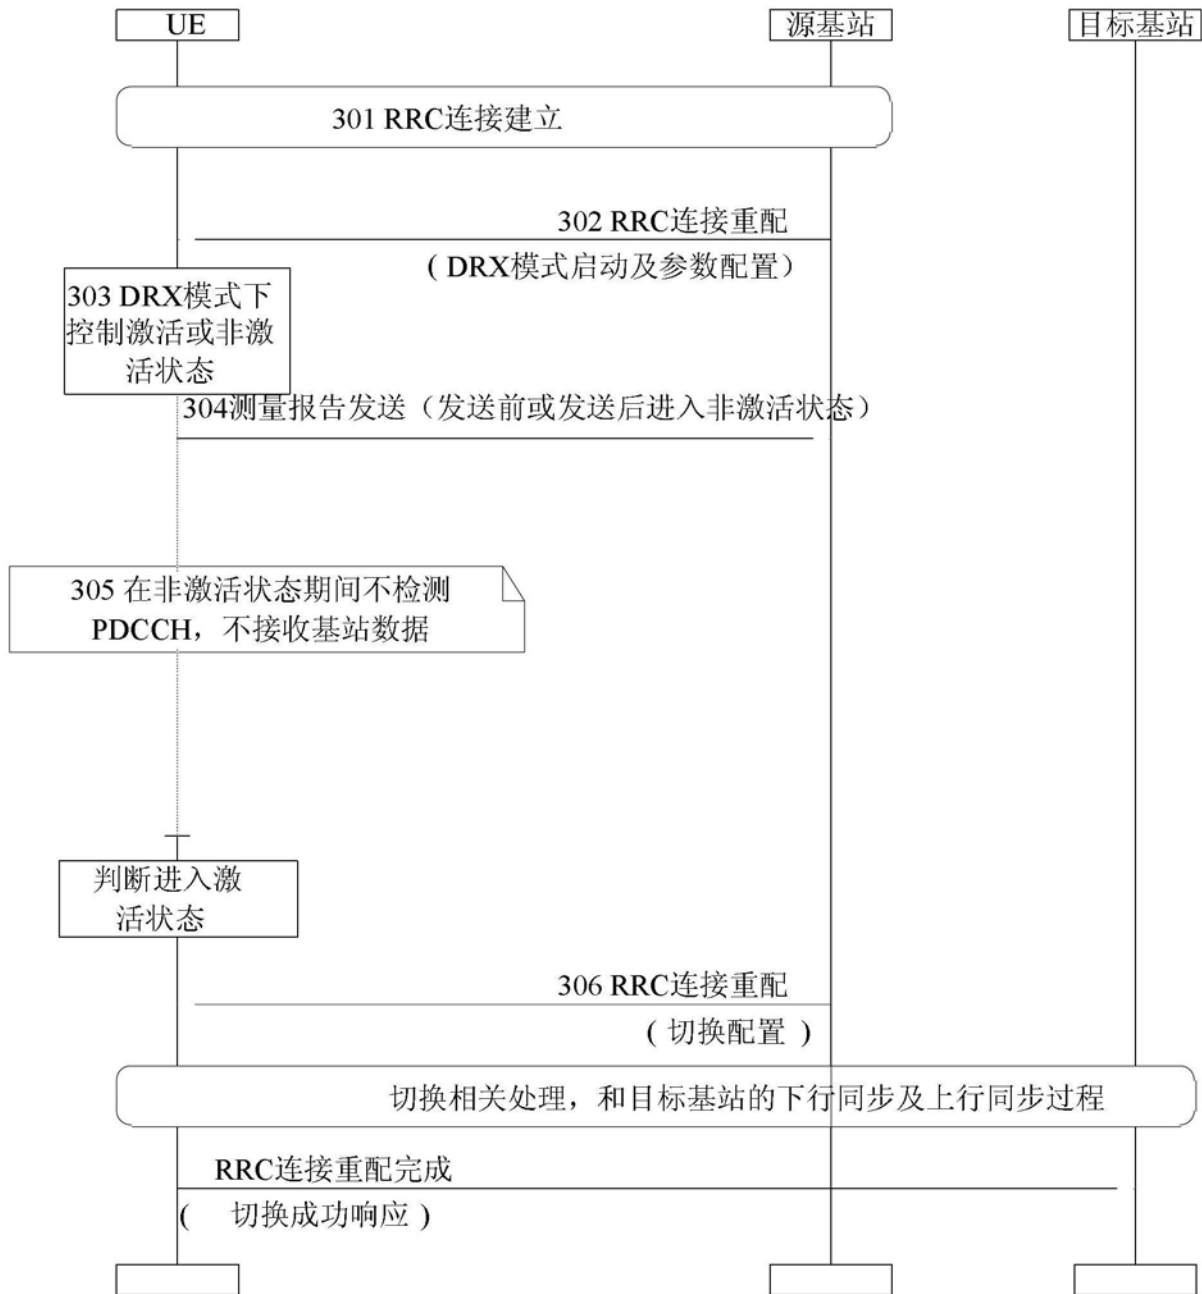 UE
源基站
目标基站
301 RRC连接建立
302 RRC连接重配
( DRX模式启动及参数配置）
303 DRX模式下
控制激活或非激
活状态
304测量报告发送（发送前或发送后进入非激活状态）
305 在非激活状态期间不检测
PDCCH，不接收基站数据
判断进入激
活状态
306 RRC连接重配
( 切换配置 )
切换相关处理，和目标基站的下行同步及上行同步过程
RRC连接重配完成
( 切换成功响应 )